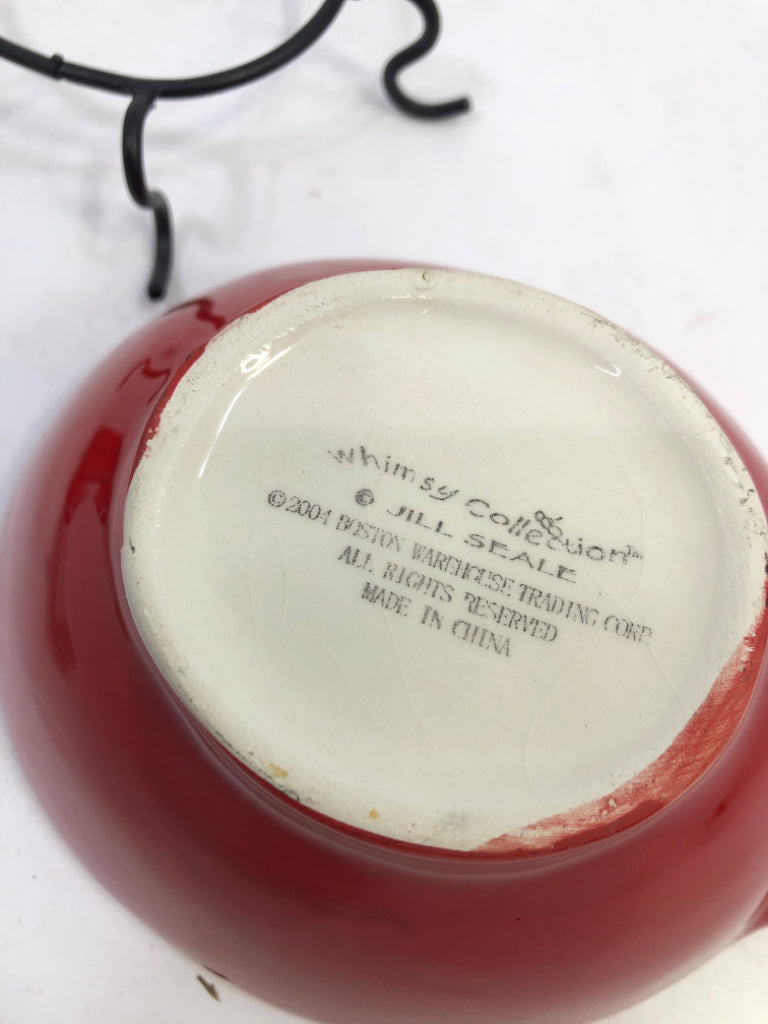 whimsy Collection™
© JILL SEALE
©2004 BOSTON WAREHOUSE TRADING CORP
ALL RIGHTS RESERVED
MADE IN CHINA